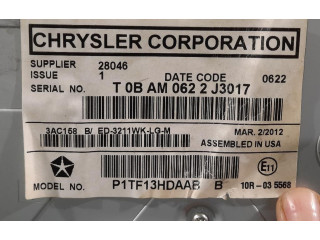 CHRYSLER CORPORATION
SUPPLIER 28046
ISSUE 1 DATE CODE 0622
SERIAL NO. T 0B AM 062 2 J3017
3AC168 B/ ED-3211WK-LG-M MAR. 2/2012
ASSEMBLED IN USA
E11
MODEL NO. P1TF13HDAAB B 10R-03 5568